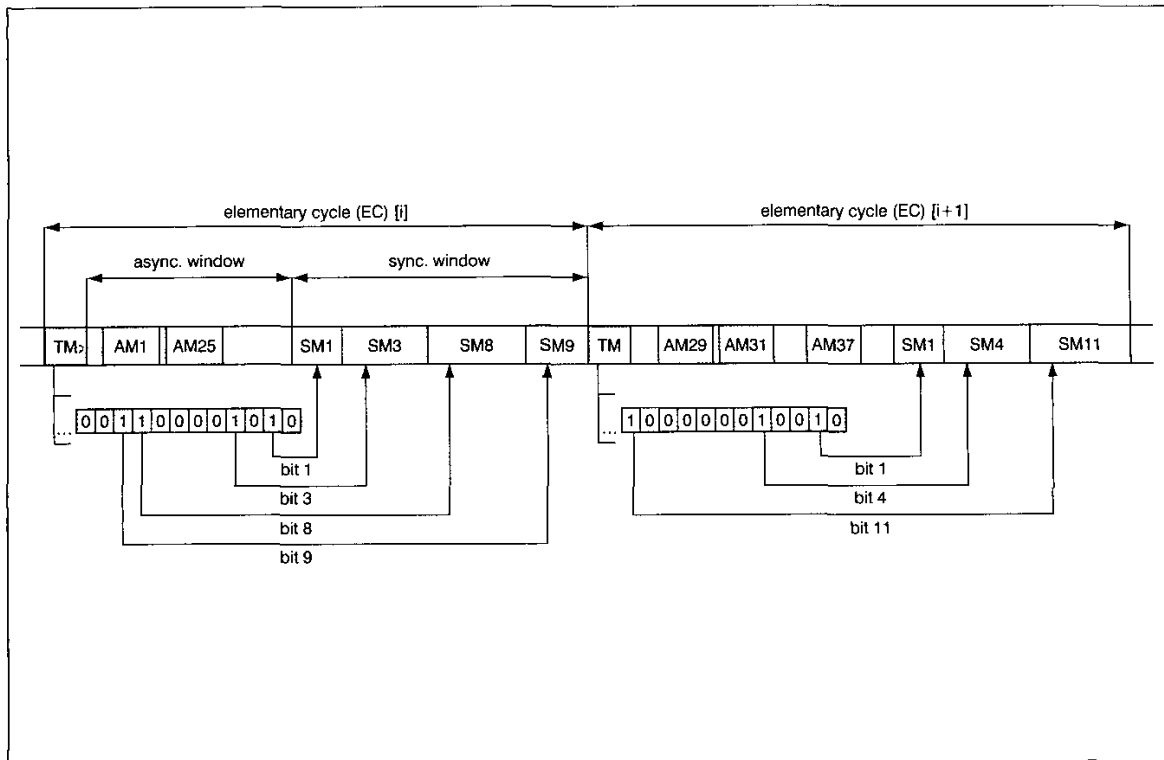 elementary cycle (EC) [i]
elementary cycle (EC) [i+1]
async. window
sync. window
TM AM1 AM25 SM1 SM3 SM8 SM9 TM AM29 AM31 AM37 SM1 SM4 SM11
... 0 0 1 1 0 0 0 0 1 0 1 0
... 1 0 0 0 0 0 0 1 0 0 1 0
bit 1
bit 3
bit 8
bit 9
bit 1
bit 4
bit 11